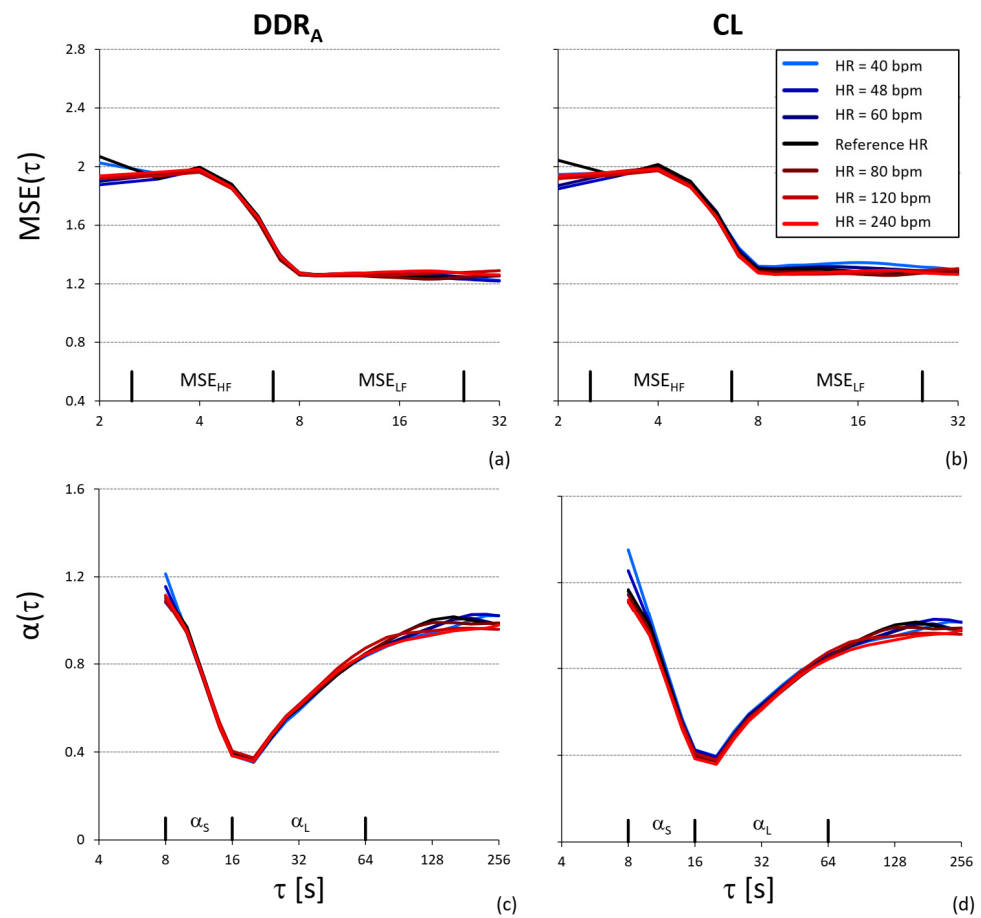 DDR_A CL
2.8
2.4
2
1.6
1.2
0.8
0.4
MSE(τ)
MSE_HF MSE_LF
2 4 8 16 32
(a)
HR = 40 bpm
HR = 48 bpm
HR = 60 bpm
Reference HR
HR = 80 bpm
HR = 120 bpm
HR = 240 bpm
MSE_HF MSE_LF
2 4 8 16 32
(b)
1.6
1.2
0.8
0.4
0
α(τ)
α_S α_L
4 8 16 32 64 128 256
τ [s]
(c)
α_S α_L
4 8 16 32 64 128 256
τ [s]
(d)